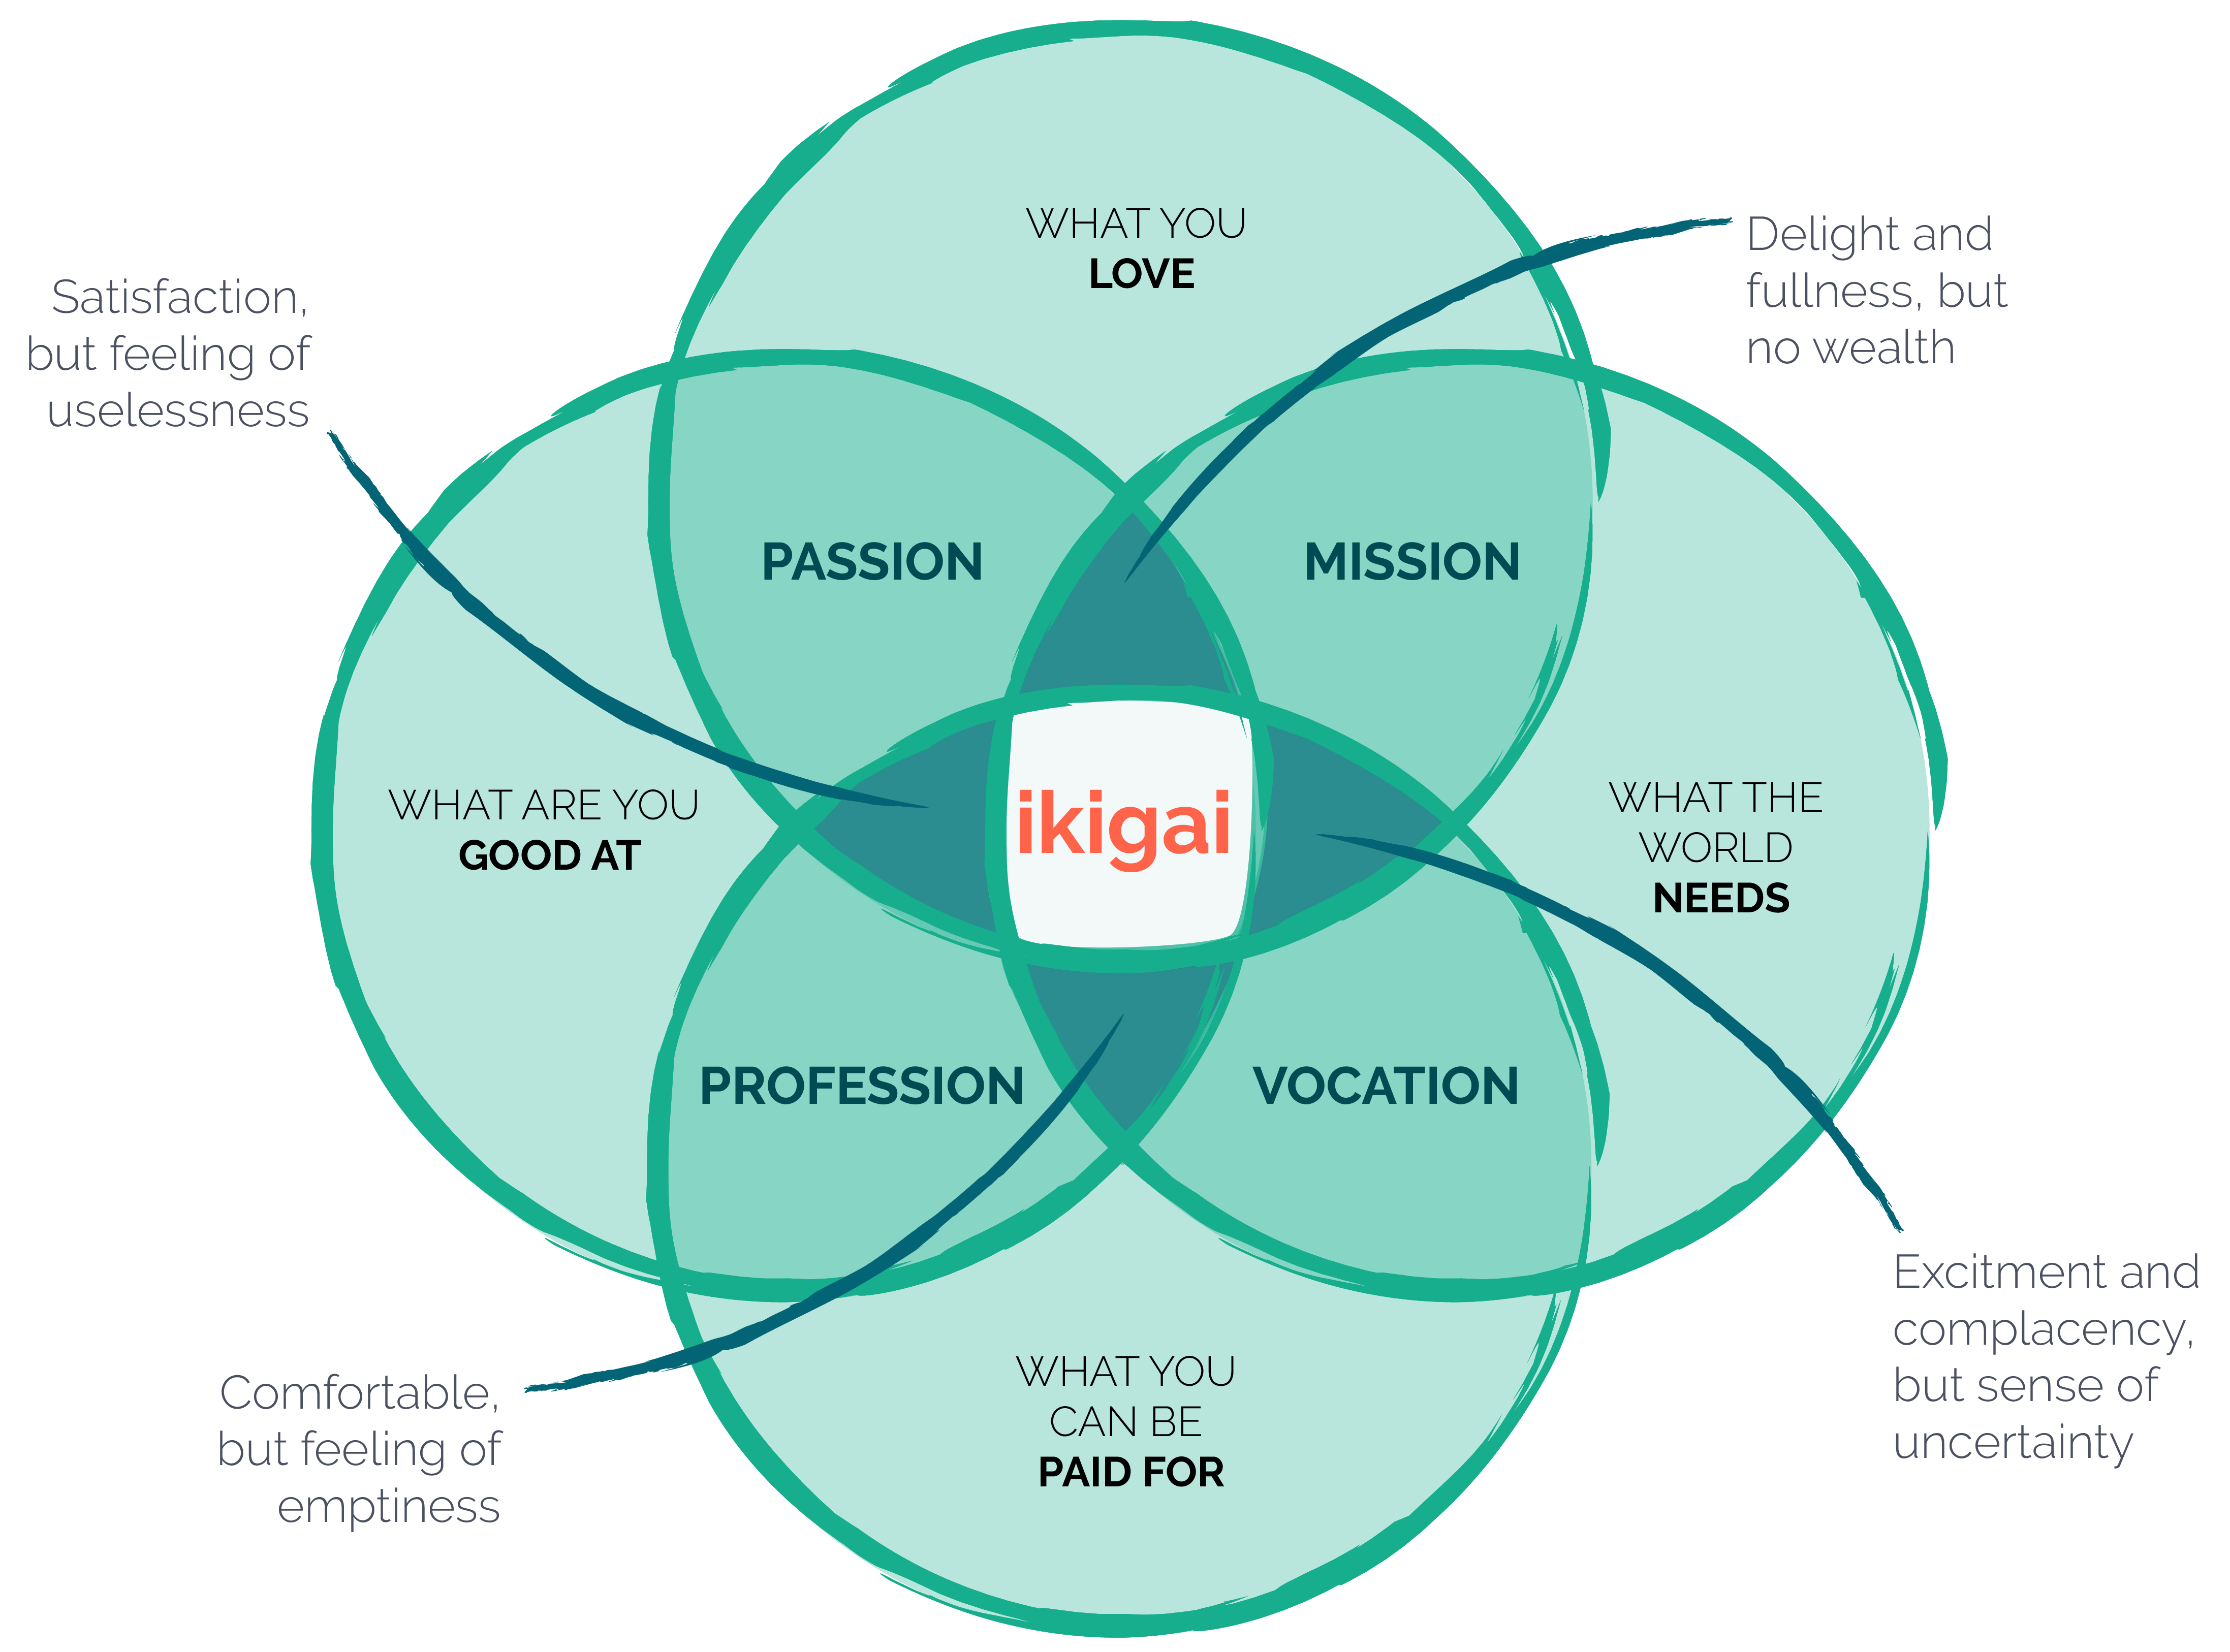 WHAT YOU
LOVE
Delight and
fullness, but
no wealth
Satisfaction,
but feeling of
uselessness
PASSION
MISSION
WHAT ARE YOU
GOOD AT
ikigai
WHAT THE
WORLD
NEEDS
PROFESSION
VOCATION
Excitment and
complacency,
but sense of
uncertainty
Comfortable,
but feeling of
emptiness
WHAT YOU
CAN BE
PAID FOR